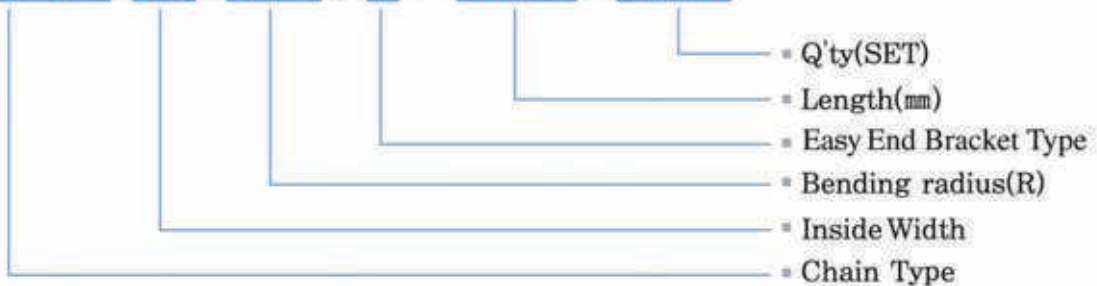 Q'ty(SET)
Length(㎜)
Easy End Bracket Type
Bending radius(R)
Inside Width
Chain Type